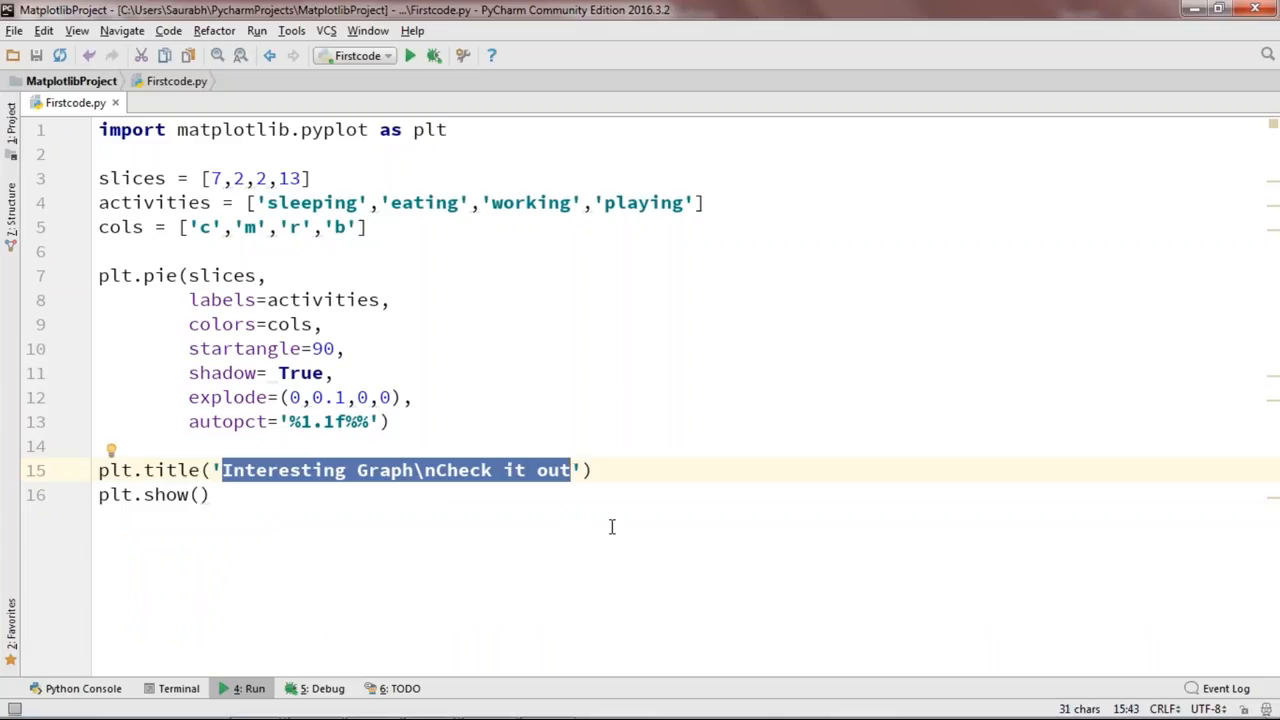 MatplotlibProject - [C:\Users\Saurabh\PycharmProjects\MatplotlibProject] - ...\Firstcode.py - PyCharm Community Edition 2016.3.2
File Edit View Navigate Code Refactor Run Tools VCS Window Help
Firstcode
MatplotlibProject Firstcode.py
Firstcode.py
1: Project
7: Structure
2: Favorites
1 import matplotlib.pyplot as plt
2
3 slices = [7,2,2,13]
4 activities = ['sleeping','eating','working','playing']
5 cols = ['c','m','r','b']
6
7 plt.pie(slices,
8 labels=activities,
9 colors=cols,
10 startangle=90,
11 shadow= True,
12 explode=(0,0.1,0,0),
13 autopct='%1.1f%%')
14
15 plt.title('Interesting Graph\nCheck it out')
16 plt.show()
Python Console Terminal 4: Run 5: Debug 6: TODO Event Log
31 chars 15:43 CRLF÷ UTF-8÷